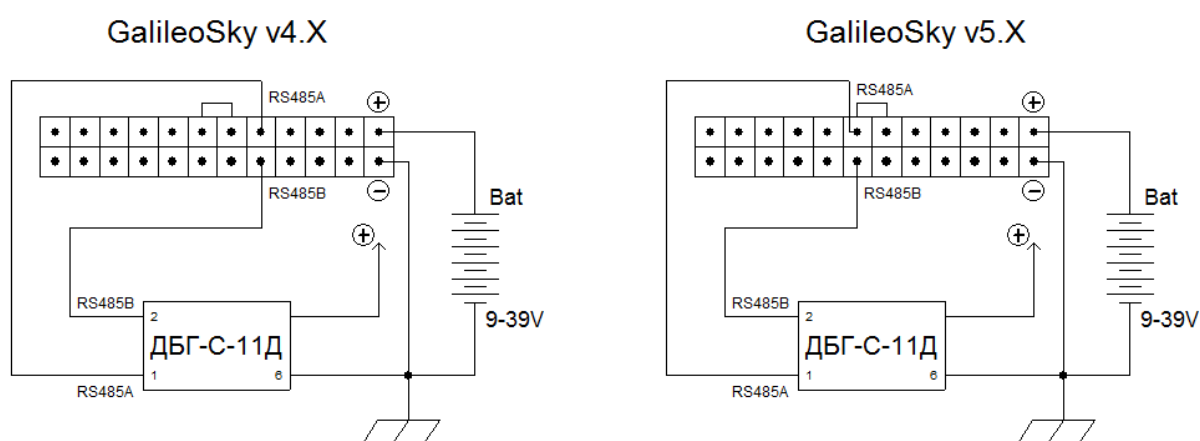 GalileoSky v4.X
RS485A
+
RS485B
−
Bat
+
9-39V
RS485B
2
ДБГ-С-11Д
1
6
RS485A
GalileoSky v5.X
RS485A
+
RS485B
−
Bat
+
9-39V
RS485B
2
ДБГ-С-11Д
1
6
RS485A